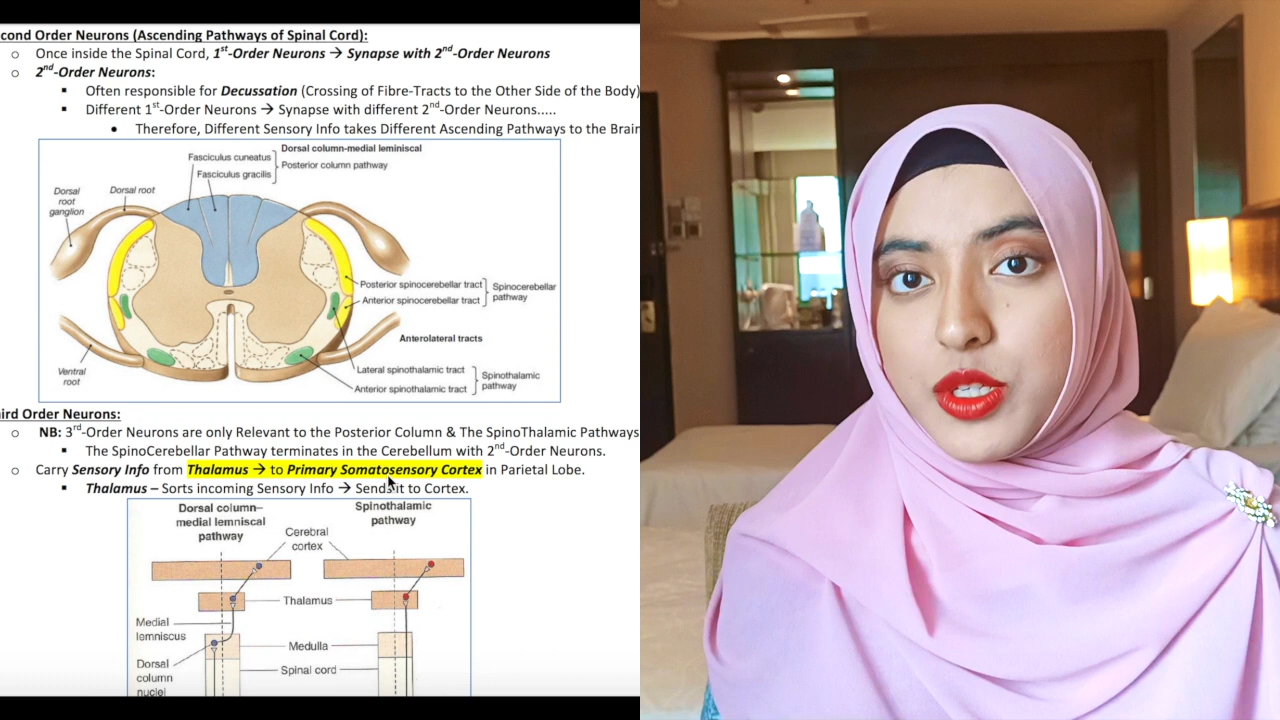 cond Order Neurons (Ascending Pathways of Spinal Cord):
o Once inside the Spinal Cord, 1st-Order Neurons → Synapse with 2nd-Order Neurons
o 2nd-Order Neurons:
▪ Often responsible for Decussation (Crossing of Fibre-Tracts to the Other Side of the Body)
▪ Different 1st-Order Neurons → Synapse with different 2nd-Order Neurons.....
• Therefore, Different Sensory Info takes Different Ascending Pathways to the Brain
Dorsal column-medial leminiscal
Fasciculus cuneatus
Posterior column pathway
Fasciculus gracilis
Dorsal root ganglion
Dorsal root
Posterior spinocerebellar tract
Spinocerebellar pathway
Anterior spinocerebellar tract
Anterolateral tracts
Ventral root
Lateral spinothalamic tract
Spinothalamic pathway
Anterior spinothalamic tract
ird Order Neurons:
o NB: 3rd-Order Neurons are only Relevant to the Posterior Column & The SpinoThalamic Pathways
▪ The SpinoCerebellar Pathway terminates in the Cerebellum with 2nd-Order Neurons.
o Carry Sensory Info from Thalamus → to Primary Somatosensory Cortex in Parietal Lobe.
▪ Thalamus – Sorts incoming Sensory Info → Sends it to Cortex.
Dorsal column–
medial lemniscal
pathway
Spinothalamic
pathway
Cerebral
cortex
Thalamus
Medial
lemniscus
Medulla
Dorsal
column
nuclei
Spinal cord